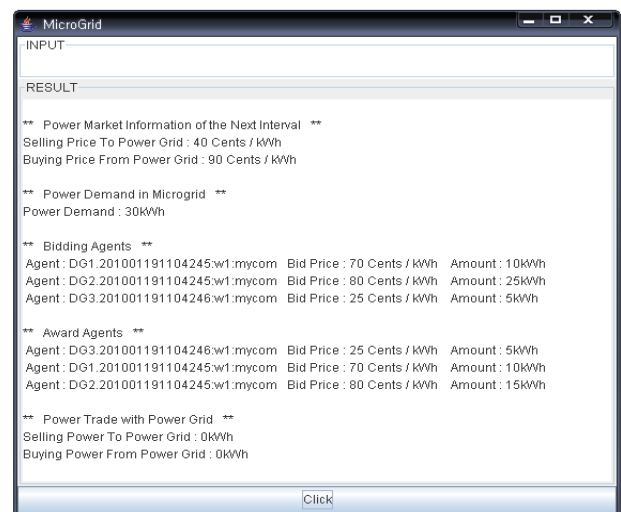 MicroGrid
INPUT
RESULT
** Power Market Information of the Next Interval **
Selling Price To Power Grid : 40 Cents / kWh
Buying Price From Power Grid : 90 Cents / kWh
** Power Demand in Microgrid **
Power Demand : 30kWh
** Bidding Agents **
Agent : DG1.201001191104245:w1:mycom Bid Price : 70 Cents / kWh Amount : 10kWh
Agent : DG2.201001191104245:w1:mycom Bid Price : 80 Cents / kWh Amount : 25kWh
Agent : DG3.201001191104246:w1:mycom Bid Price : 25 Cents / kWh Amount : 5kWh
** Award Agents **
Agent : DG3.201001191104246:w1:mycom Bid Price : 25 Cents / kWh Amount : 5kWh
Agent : DG1.201001191104245:w1:mycom Bid Price : 70 Cents / kWh Amount : 10kWh
Agent : DG2.201001191104245:w1:mycom Bid Price : 80 Cents / kWh Amount : 15kWh
** Power Trade with Power Grid **
Selling Power To Power Grid : 0kWh
Buying Power From Power Grid : 0kWh
Click